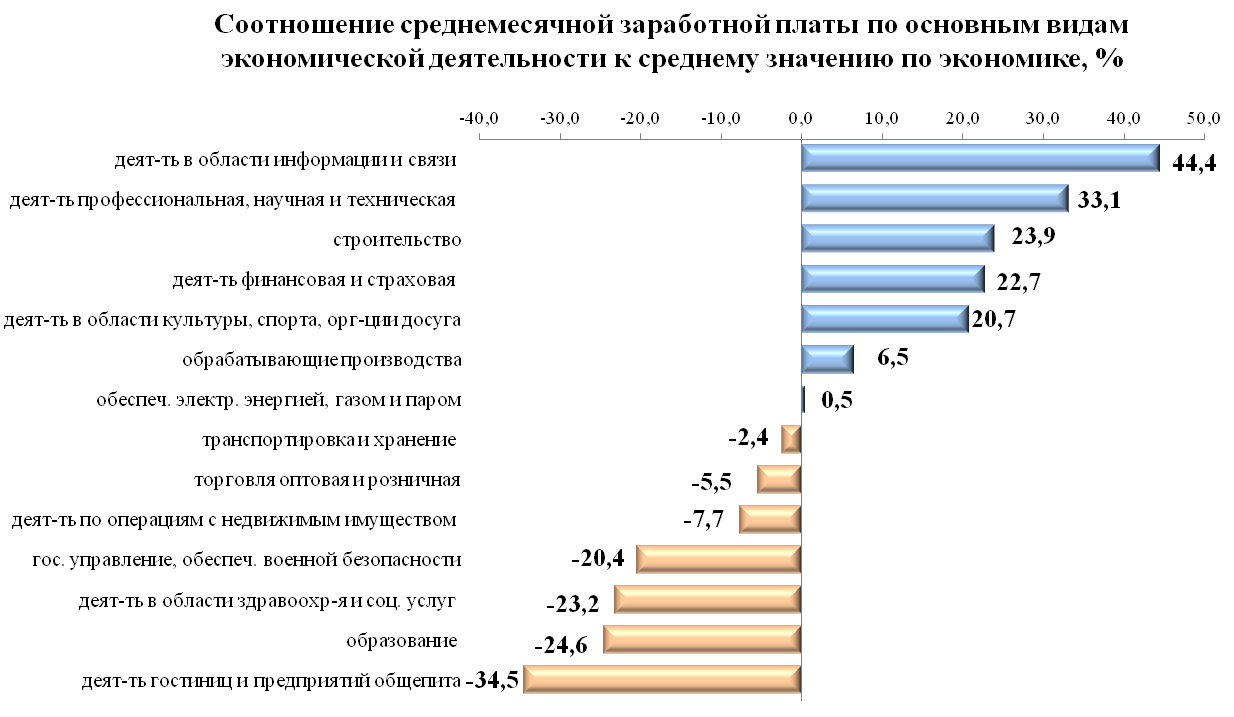 Соотношение среднемесячной заработной платы по основным видам
экономической деятельности к среднему значению по экономике, %
-40,0 -30,0 -20,0 -10,0 0,0 10,0 20,0 30,0 40,0 50,0
деят-ть в области информации и связи 44,4
деят-ть профессиональная, научная и техническая 33,1
строительство 23,9
деят-ть финансовая и страховая 22,7
деят-ть в области культуры, спорта, орг-ции досуга 20,7
обрабатывающие производства 6,5
обеспеч. электр. энергией, газом и паром 0,5
транспортировка и хранение -2,4
торговля оптовая и розничная -5,5
деят-ть по операциям с недвижимым имуществом -7,7
гос. управление, обеспеч. военной безопасности -20,4
деят-ть в области здравоохр-я и соц. услуг -23,2
образование -24,6
деят-ть гостиниц и предприятий общепита -34,5